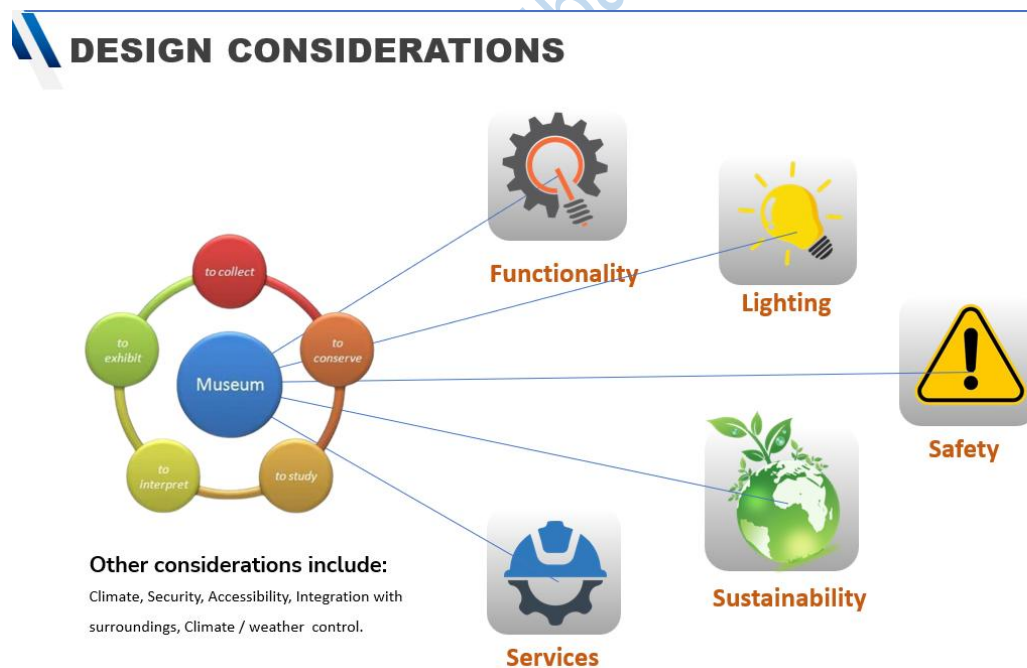 DESIGN CONSIDERATIONS
Functionality
Lighting
Safety
Sustainability
Services
to collect
to
exhibit
to
conserve
Museum
to
interpret
to study
Other considerations include:
Climate, Security, Accessibility, Integration with
surroundings, Climate / weather control.